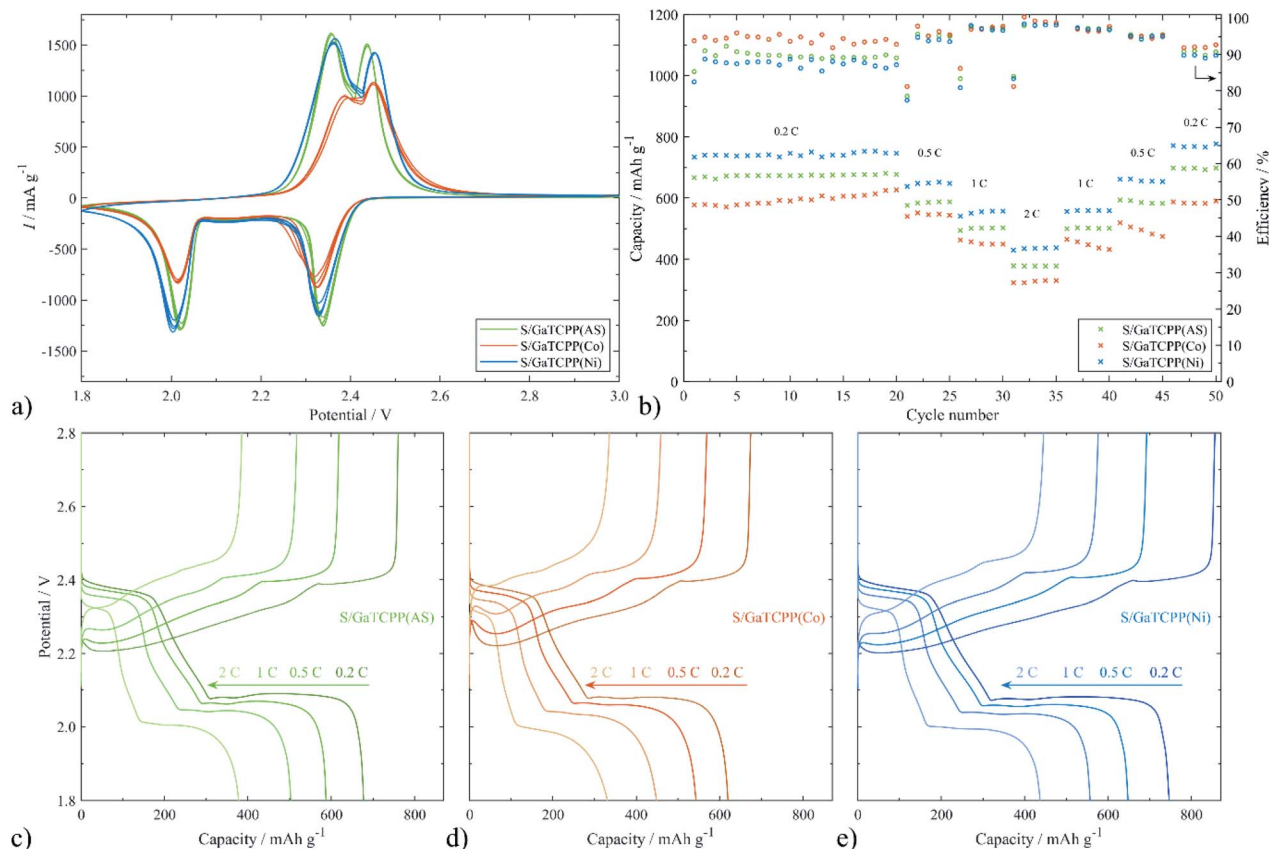 1500
1000
500
0
-500
-1000
-1500
I / mA g-1
1.8 2.0 2.2 2.4 2.6 2.8 3.0
Potential / V
S/GaTCPP(AS)
S/GaTCPP(Co)
S/GaTCPP(Ni)
a)
1200
1000
800
600
400
200
0
Capacity / mAh g-1
0 5 10 15 20 25 30 35 40 45 50
Cycle number
100
90
80
70
60
50
40
30
20
10
0
Efficiency / %
0.2 C
0.5 C
1 C
2 C
1 C
0.5 C
0.2 C
S/GaTCPP(AS)
S/GaTCPP(Co)
S/GaTCPP(Ni)
b)
2.8
2.6
2.4
2.2
2.0
1.8
Potential / V
S/GaTCPP(AS)
2 C 1 C 0.5 C 0.2 C
0 200 400 600 800
Capacity / mAh g-1
c)
S/GaTCPP(Co)
2 C 1 C 0.5 C 0.2 C
0 200 400 600 800
Capacity / mAh g-1
d)
S/GaTCPP(Ni)
2 C 1 C 0.5 C 0.2 C
0 200 400 600 800
Capacity / mAh g-1
e)